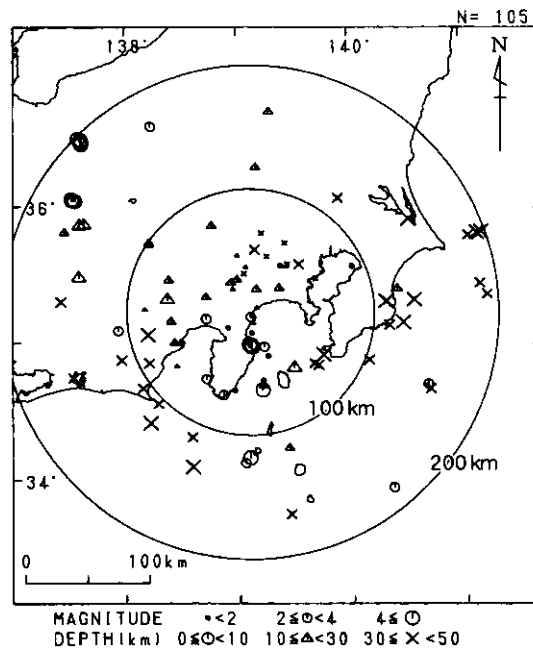 N= 105
138° 140°
N
36°
100km
200km
34°
0 100km
MAGNITUDE •<2 2≦⏀<4 4≦⏀
DEPTH(km) 0≦⏀<10 10≦△<30 30≦×<50